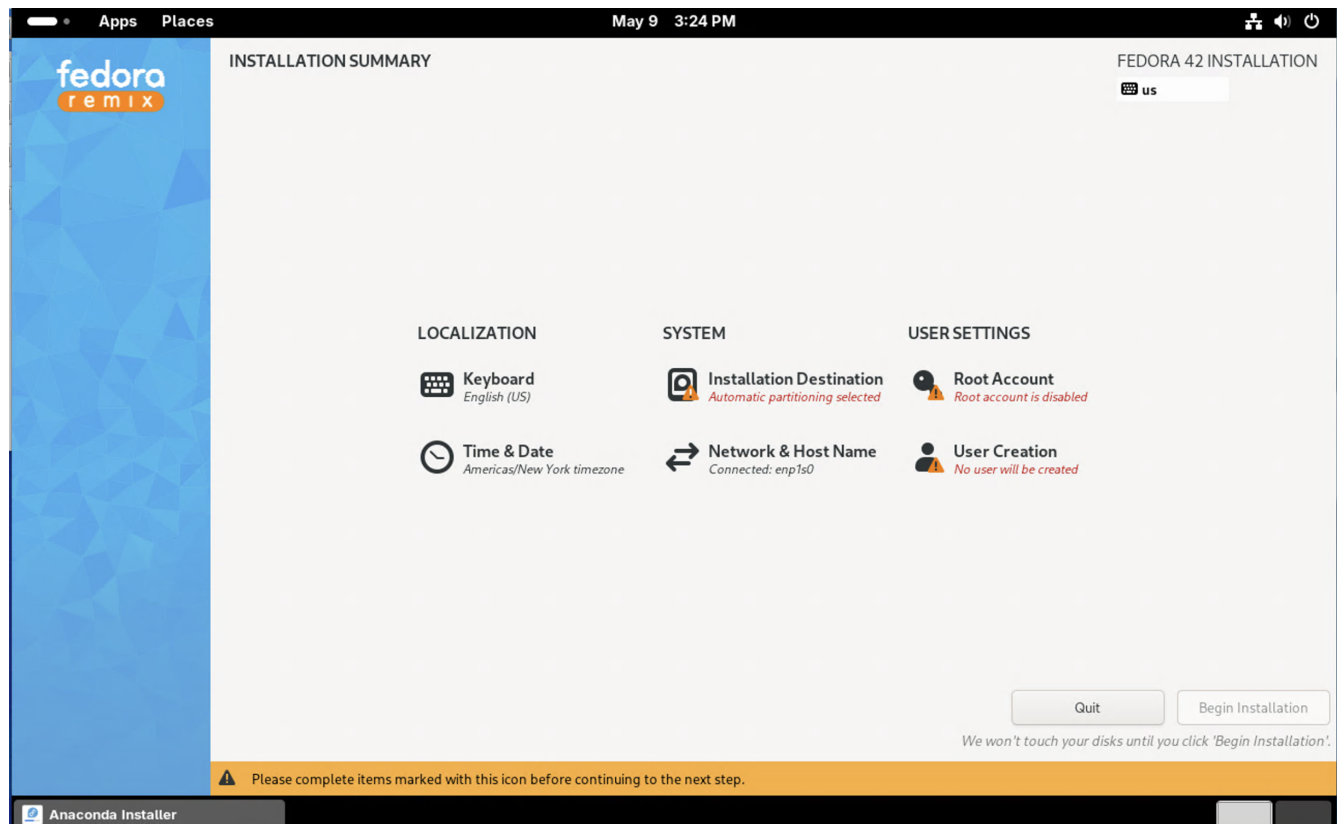 Apps Places May 9 3:24 PM
fedora
remix
INSTALLATION SUMMARY
FEDORA 42 INSTALLATION
us
LOCALIZATION
Keyboard
English (US)
Time & Date
Americas/New York timezone
SYSTEM
Installation Destination
Automatic partitioning selected
Network & Host Name
Connected: enp1s0
USER SETTINGS
Root Account
Root account is disabled
User Creation
No user will be created
Quit
Begin Installation
We won't touch your disks until you click 'Begin Installation'.
Please complete items marked with this icon before continuing to the next step.
Anaconda Installer